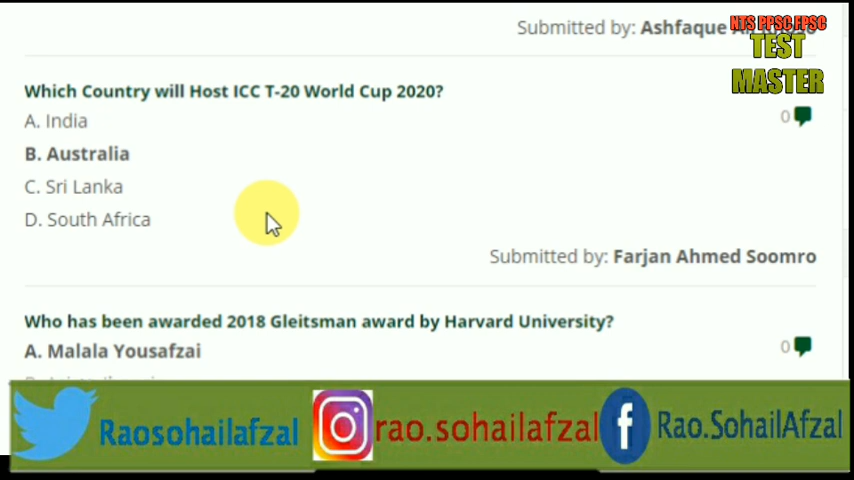 Submitted by: Ashfaque
NTS PPSC FPSC
TEST
MASTER
Which Country will Host ICC T-20 World Cup 2020?
0
A. India
B. Australia
C. Sri Lanka
D. South Africa
Submitted by: Farjan Ahmed Soomro
Who has been awarded 2018 Gleitsman award by Harvard University?
0
A. Malala Yousafzai
Raosohailafzal
rao.sohailafzal
Rao.SohailAfzal